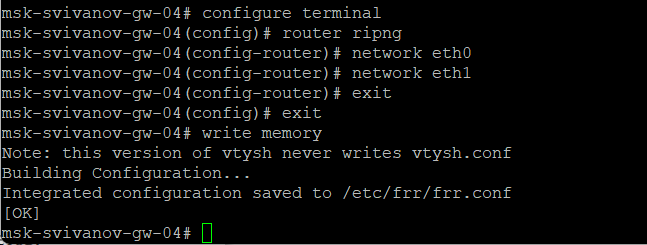 msk-svivanov-gw-04# configure terminal
msk-svivanov-gw-04(config)# router ripng
msk-svivanov-gw-04(config-router)# network eth0
msk-svivanov-gw-04(config-router)# network eth1
msk-svivanov-gw-04(config-router)# exit
msk-svivanov-gw-04(config)# exit
msk-svivanov-gw-04# write memory
Note: this version of vtysh never writes vtysh.conf
Building Configuration...
Integrated configuration saved to /etc/frr/frr.conf
[OK]
msk-svivanov-gw-04#